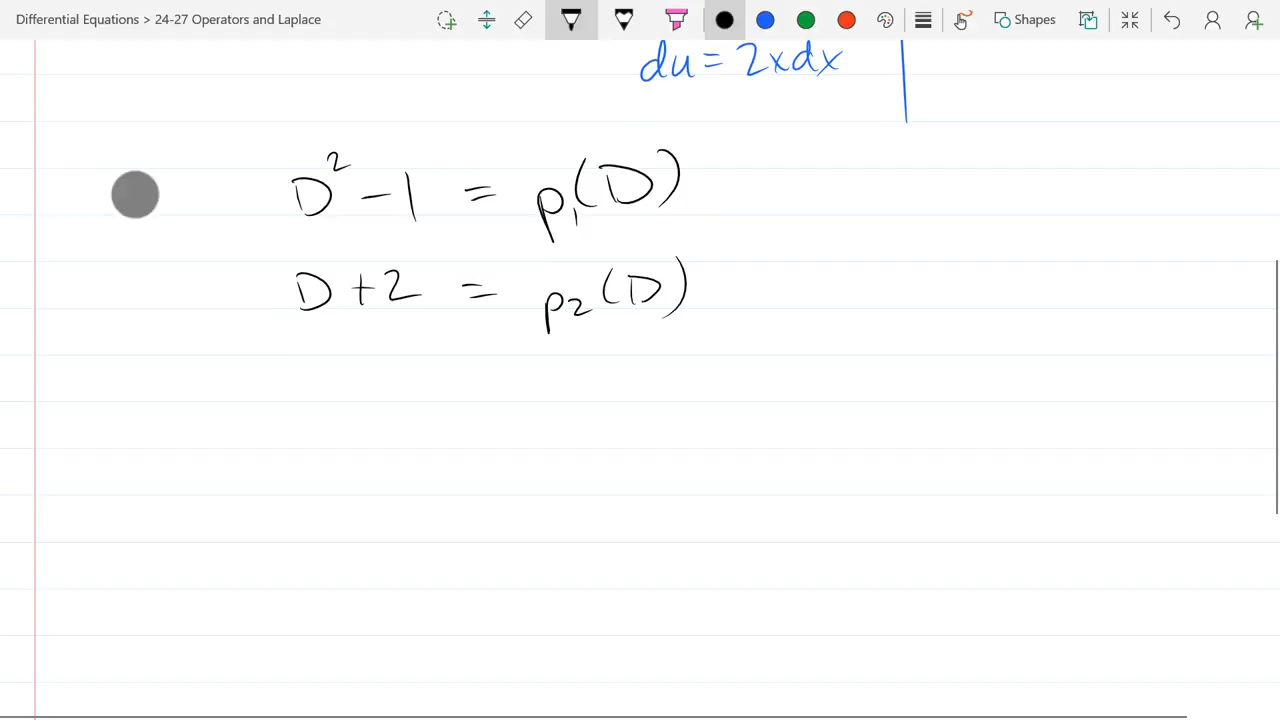 Differential Equations > 24-27 Operators and Laplace
Shapes
du = 2xdx
D² - 1 = p₁(D)
D + 2 = p₂(D)